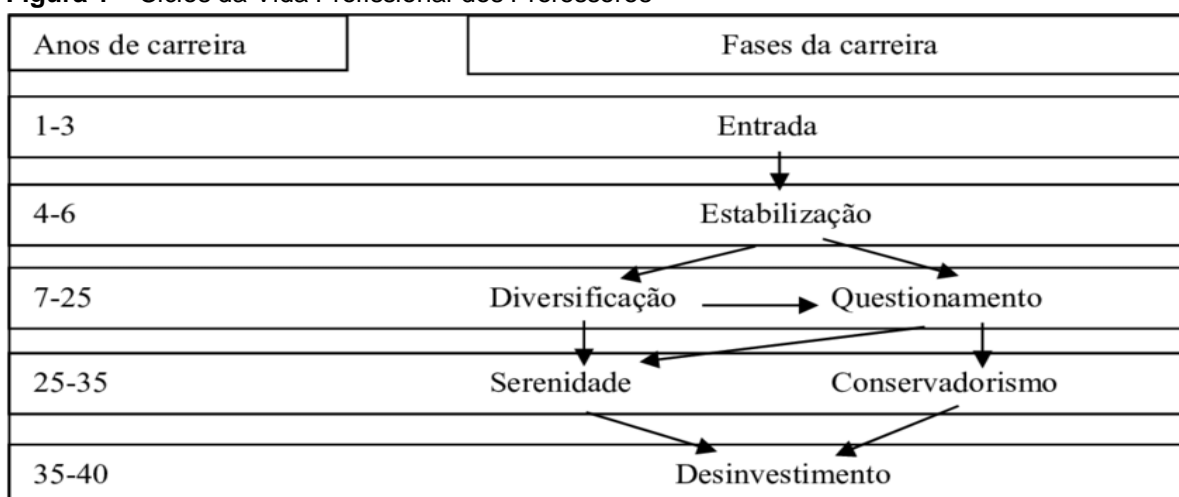 Anos de carreira Fases da carreira
1-3 Entrada
4-6 Estabilização
7-25 Diversificação Questionamento
25-35 Serenidade Conservadorismo
35-40 Desinvestimento